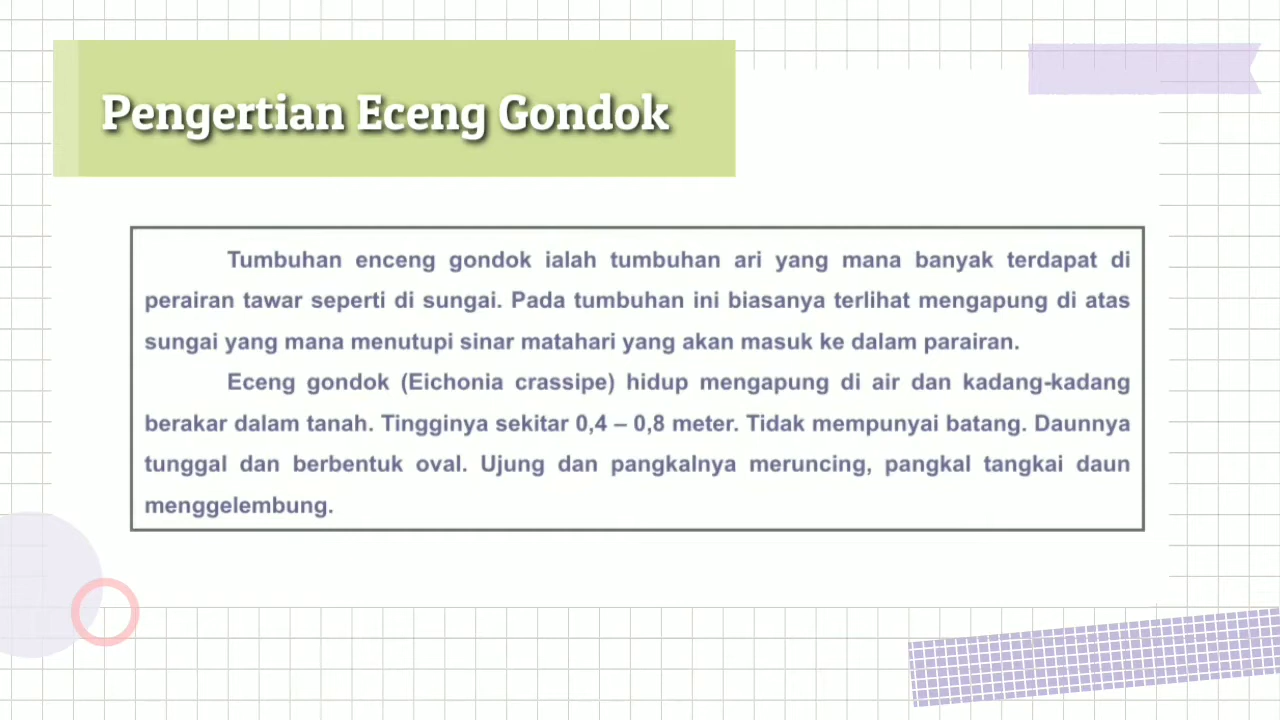 Pengertian Eceng Gondok
Tumbuhan enceng gondok ialah tumbuhan ari yang mana banyak terdapat di
perairan tawar seperti di sungai. Pada tumbuhan ini biasanya terlihat mengapung di atas
sungai yang mana menutupi sinar matahari yang akan masuk ke dalam parairan.
Eceng gondok (Eichonia crassipe) hidup mengapung di air dan kadang-kadang
berakar dalam tanah. Tingginya sekitar 0,4 – 0,8 meter. Tidak mempunyai batang. Daunnya
tunggal dan berbentuk oval. Ujung dan pangkalnya meruncing, pangkal tangkai daun
menggelembung.